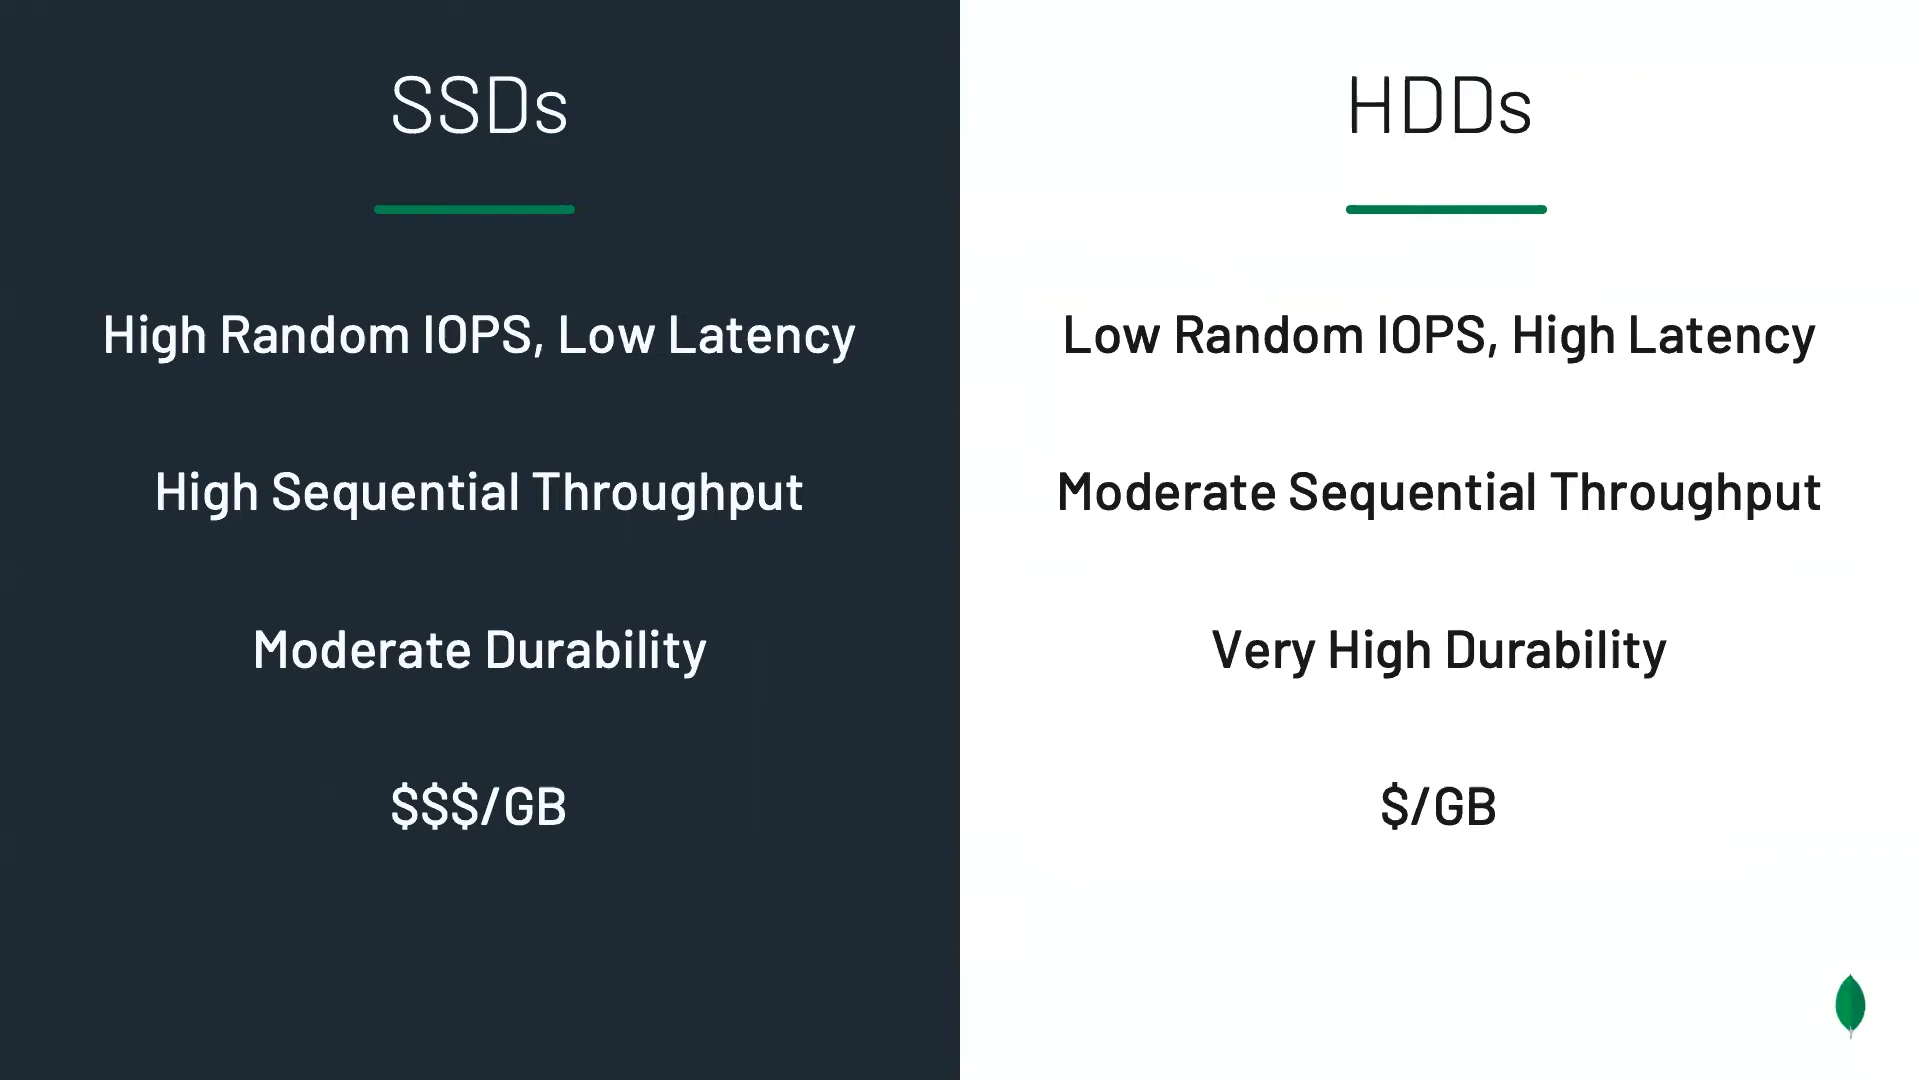 SSDs
High Random IOPS, Low Latency
High Sequential Throughput
Moderate Durability
$$$/GB
HDDs
Low Random IOPS, High Latency
Moderate Sequential Throughput
Very High Durability
$/GB